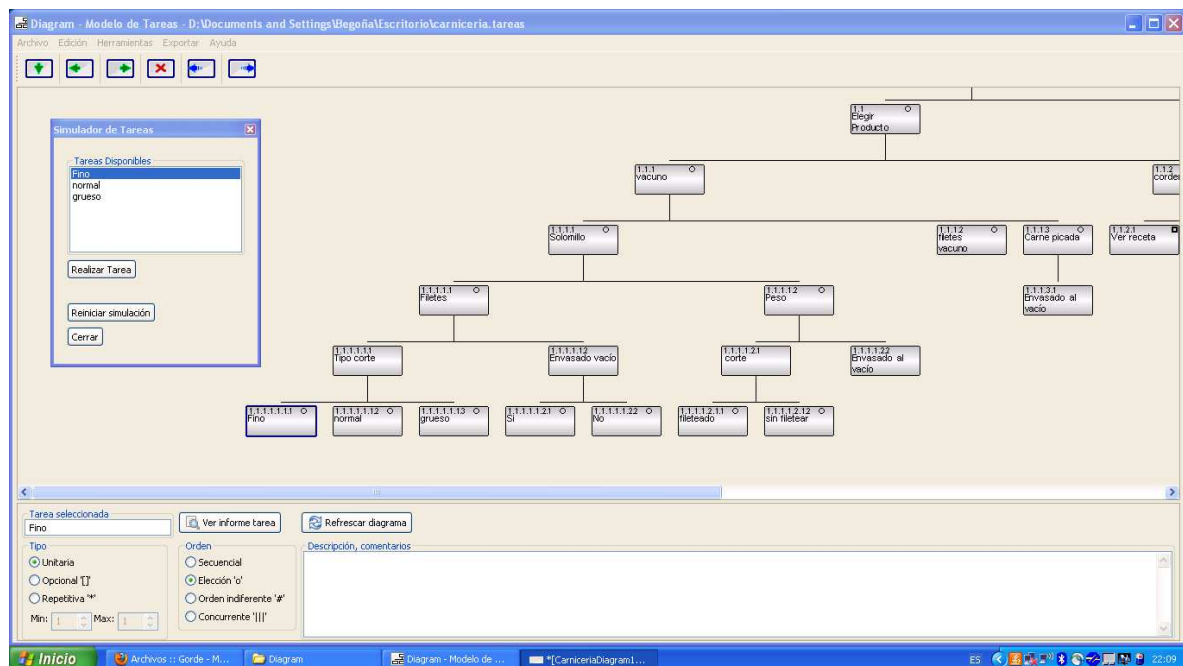 Diagram - Modelo de Tareas - D:\Documents and Settings\Begoña\Escritorio\carniceria.tareas
Archivo Edición Herramientas Exportar Ayuda
Simulador de Tareas
Tareas Disponibles
Fino
normal
grueso
Realizar Tarea
Reiniciar simulación
Cerrar
1.1
Elegir
Producto
1.1.1
vacuno
1.1.2
1.1.1.1
Solomillo
1.1.1.2
filetes
vacuno
1.1.1.3
Carne picada
1.1.2.1
Ver receta
1.1.1.1.1
Filetes
1.1.1.1.2
Peso
1.1.1.3.1
Envasado al
vacío
1.1.1.1.1.1
Tipo corte
1.1.1.1.1.2
Envasado vacío
1.1.1.1.2.1
corte
1.1.1.1.2.2
Envasado al
vacío
1.1.1.1.1.1.1
Fino
1.1.1.1.1.1.2
normal
1.1.1.1.1.1.3
grueso
1.1.1.1.1.2.1
Si
1.1.1.1.1.2.2
No
1.1.1.1.2.1.1
fileteado
1.1.1.1.2.1.2
sin filetear
Tarea seleccionada
Fino
Ver informe tarea
Refrescar diagrama
Tipo
Unitaria
Opcional '[]'
Repetitiva '*'
Min: 1 Max: 1
Orden
Secuencial
Elección 'o'
Orden indiferente '#'
Concurrente '|||'
Descripción, comentarios
Inicio
Archivos :: Gorde - M...
Diagram
Diagram - Modelo de ...
*[CarniceriaDiagram1...
ES
22:09